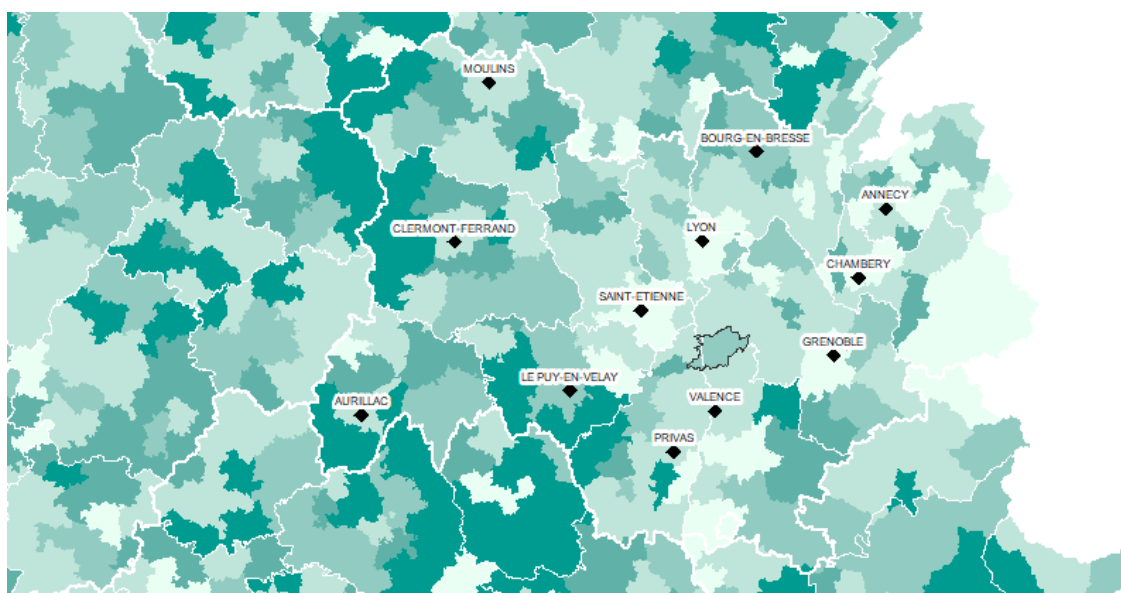 MOULINS
BOURG-EN-BRESSE
ANNECY
CLERMONT-FERRAND
LYON
CHAMBERY
SAINT-ETIENNE
GRENOBLE
LE PUY-EN-VELAY
AURILLAC
VALENCE
PRIVAS